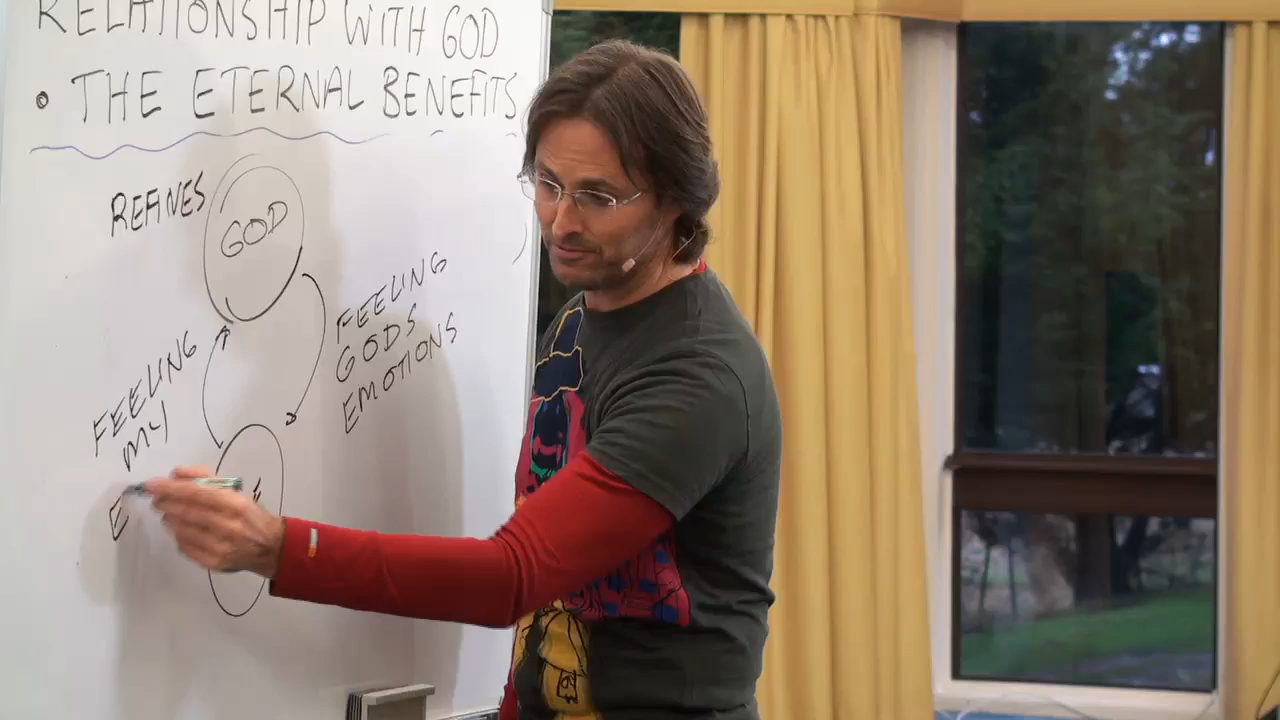 RELATIONSHIP WITH GOD
• THE ETERNAL BENEFITS
REFINES
GOD
FEELING
GODS
EMOTIONS
FEELING
MY
E